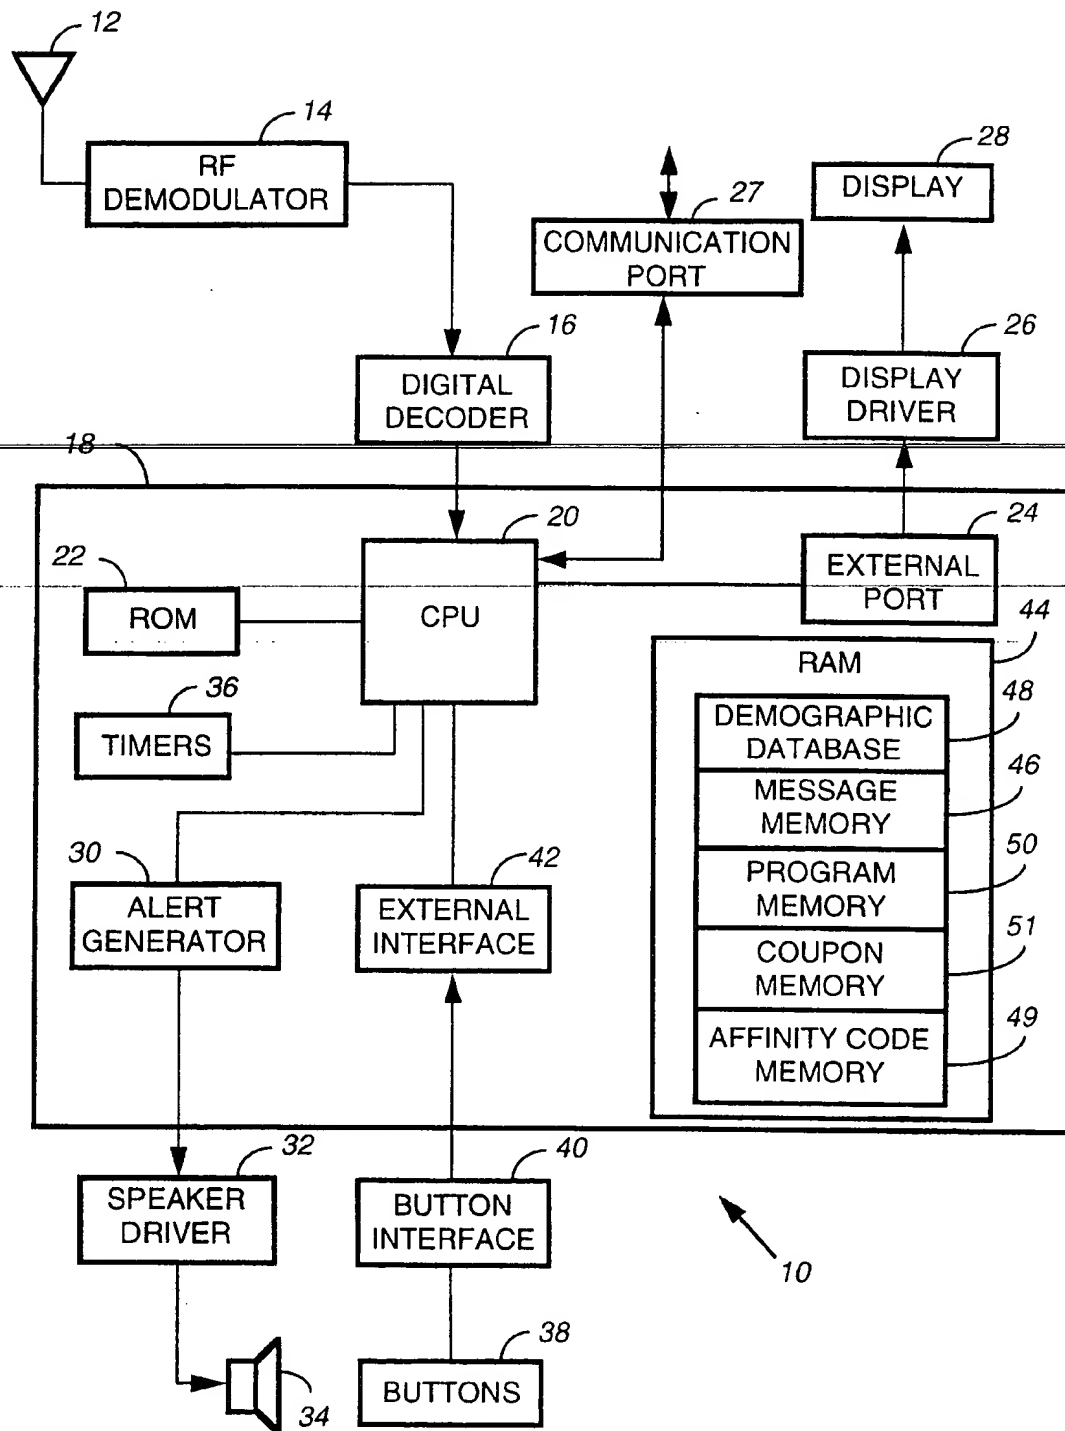 12
14
RF
DEMODULATOR
28
DISPLAY
27
COMMUNICATION
PORT
16
DIGITAL
DECODER
26
DISPLAY
DRIVER
18
20
CPU
24
EXTERNAL
PORT
22
ROM
44
RAM
36
TIMERS
48
DEMOGRAPHIC
DATABASE
46
MESSAGE
MEMORY
30
ALERT
GENERATOR
42
EXTERNAL
INTERFACE
50
PROGRAM
MEMORY
51
COUPON
MEMORY
49
AFFINITY CODE
MEMORY
32
SPEAKER
DRIVER
40
BUTTON
INTERFACE
10
34
38
BUTTONS